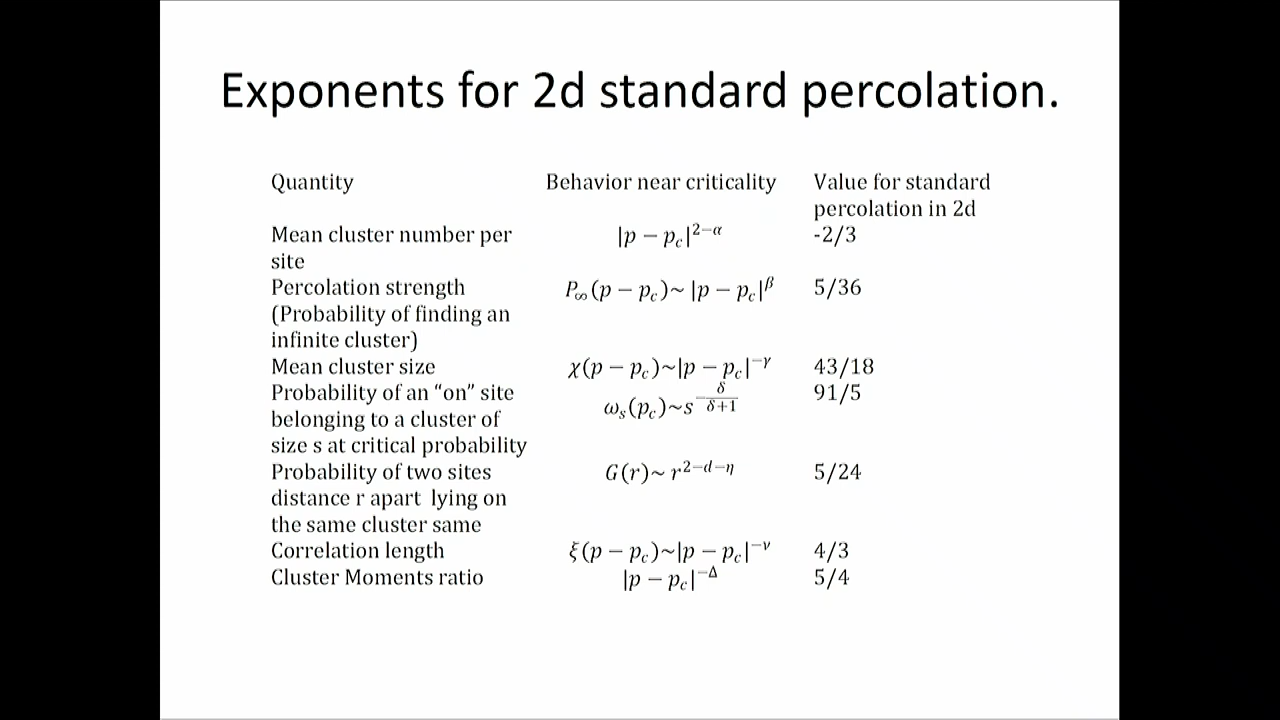 Exponents for 2d standard percolation.
Quantity Behavior near criticality Value for standard
percolation in 2d
Mean cluster number per |p − p_c|^{2−α} -2/3
site
Percolation strength P_∞(p − p_c)~ |p − p_c|^β 5/36
(Probability of finding an
infinite cluster)
Mean cluster size χ(p − p_c)~|p − p_c|^{−γ} 43/18
Probability of an “on” site ω_s(p_c)~s^{−δ/(δ+1)} 91/5
belonging to a cluster of
size s at critical probability
Probability of two sites G(r)~ r^{2−d−η} 5/24
distance r apart lying on
the same cluster same
Correlation length ξ(p − p_c)~|p − p_c|^{−ν} 4/3
Cluster Moments ratio |p − p_c|^{−Δ} 5/4